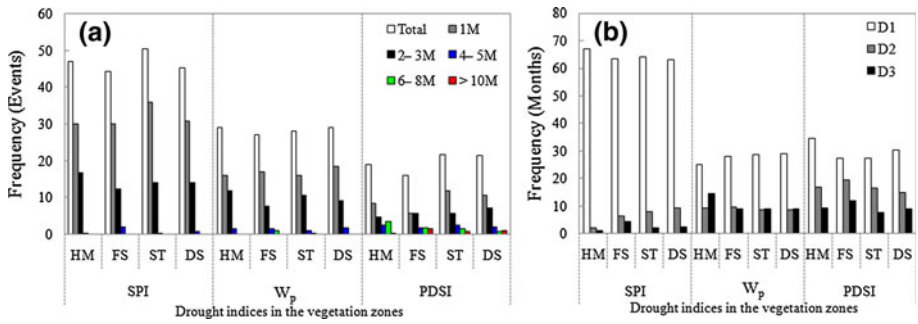 (a)
Total
1M
2–3M
4–5M
6–8M
>10M
Frequency (Events)
60
50
40
30
20
10
0
HM FS ST DS HM FS ST DS HM FS ST DS
SPI Wp PDSI
Drought indices in the vegetation zones
(b)
D1
D2
D3
Frequency (Months)
80
70
60
50
40
30
20
10
0
HM FS ST DS HM FS ST DS HM FS ST DS
SPI Wp PDSI
Drought indices in the vegetation zones